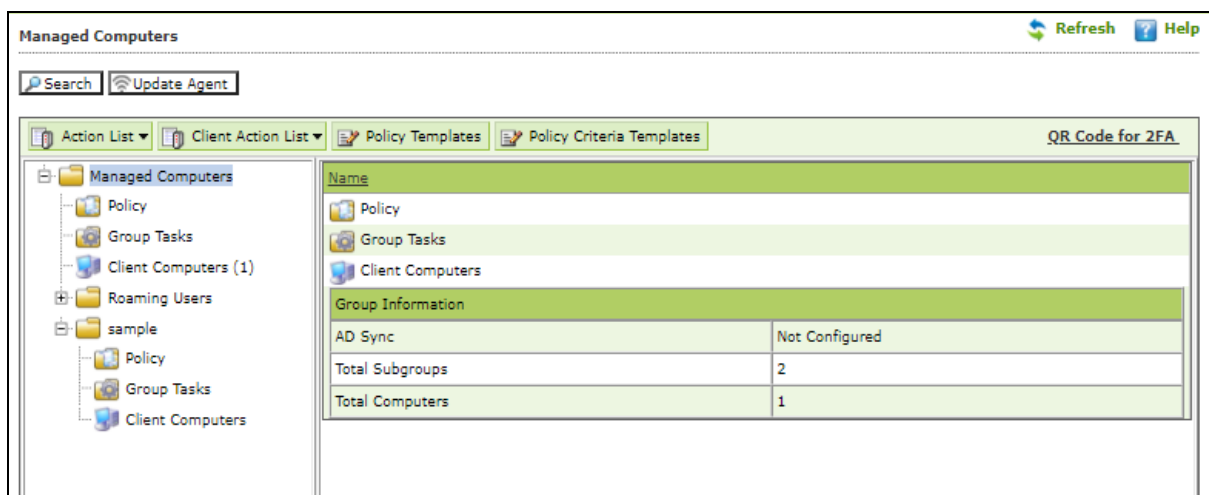 Managed Computers
Refresh Help
Search Update Agent
Action List Client Action List Policy Templates Policy Criteria Templates QR Code for 2FA
Managed Computers
Policy
Group Tasks
Client Computers (1)
Roaming Users
sample
Policy
Group Tasks
Client Computers
Name
Policy
Group Tasks
Client Computers
Group Information
AD Sync Not Configured
Total Subgroups 2
Total Computers 1